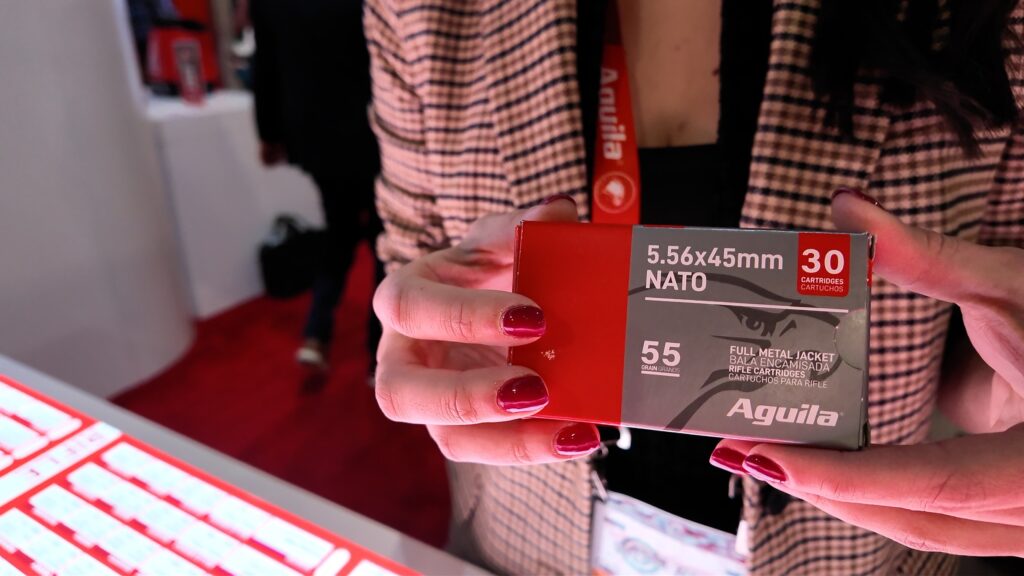 Aguila
5.56x45mm
NATO
30
CARTRIDGES
CARTUCHOS
55
GRAIN GRANOS
FULL METAL JACKET
BALA ENCAMISADA
RIFLE CARTRIDGES
CARTUCHOS PARA RIFLE
Aguila